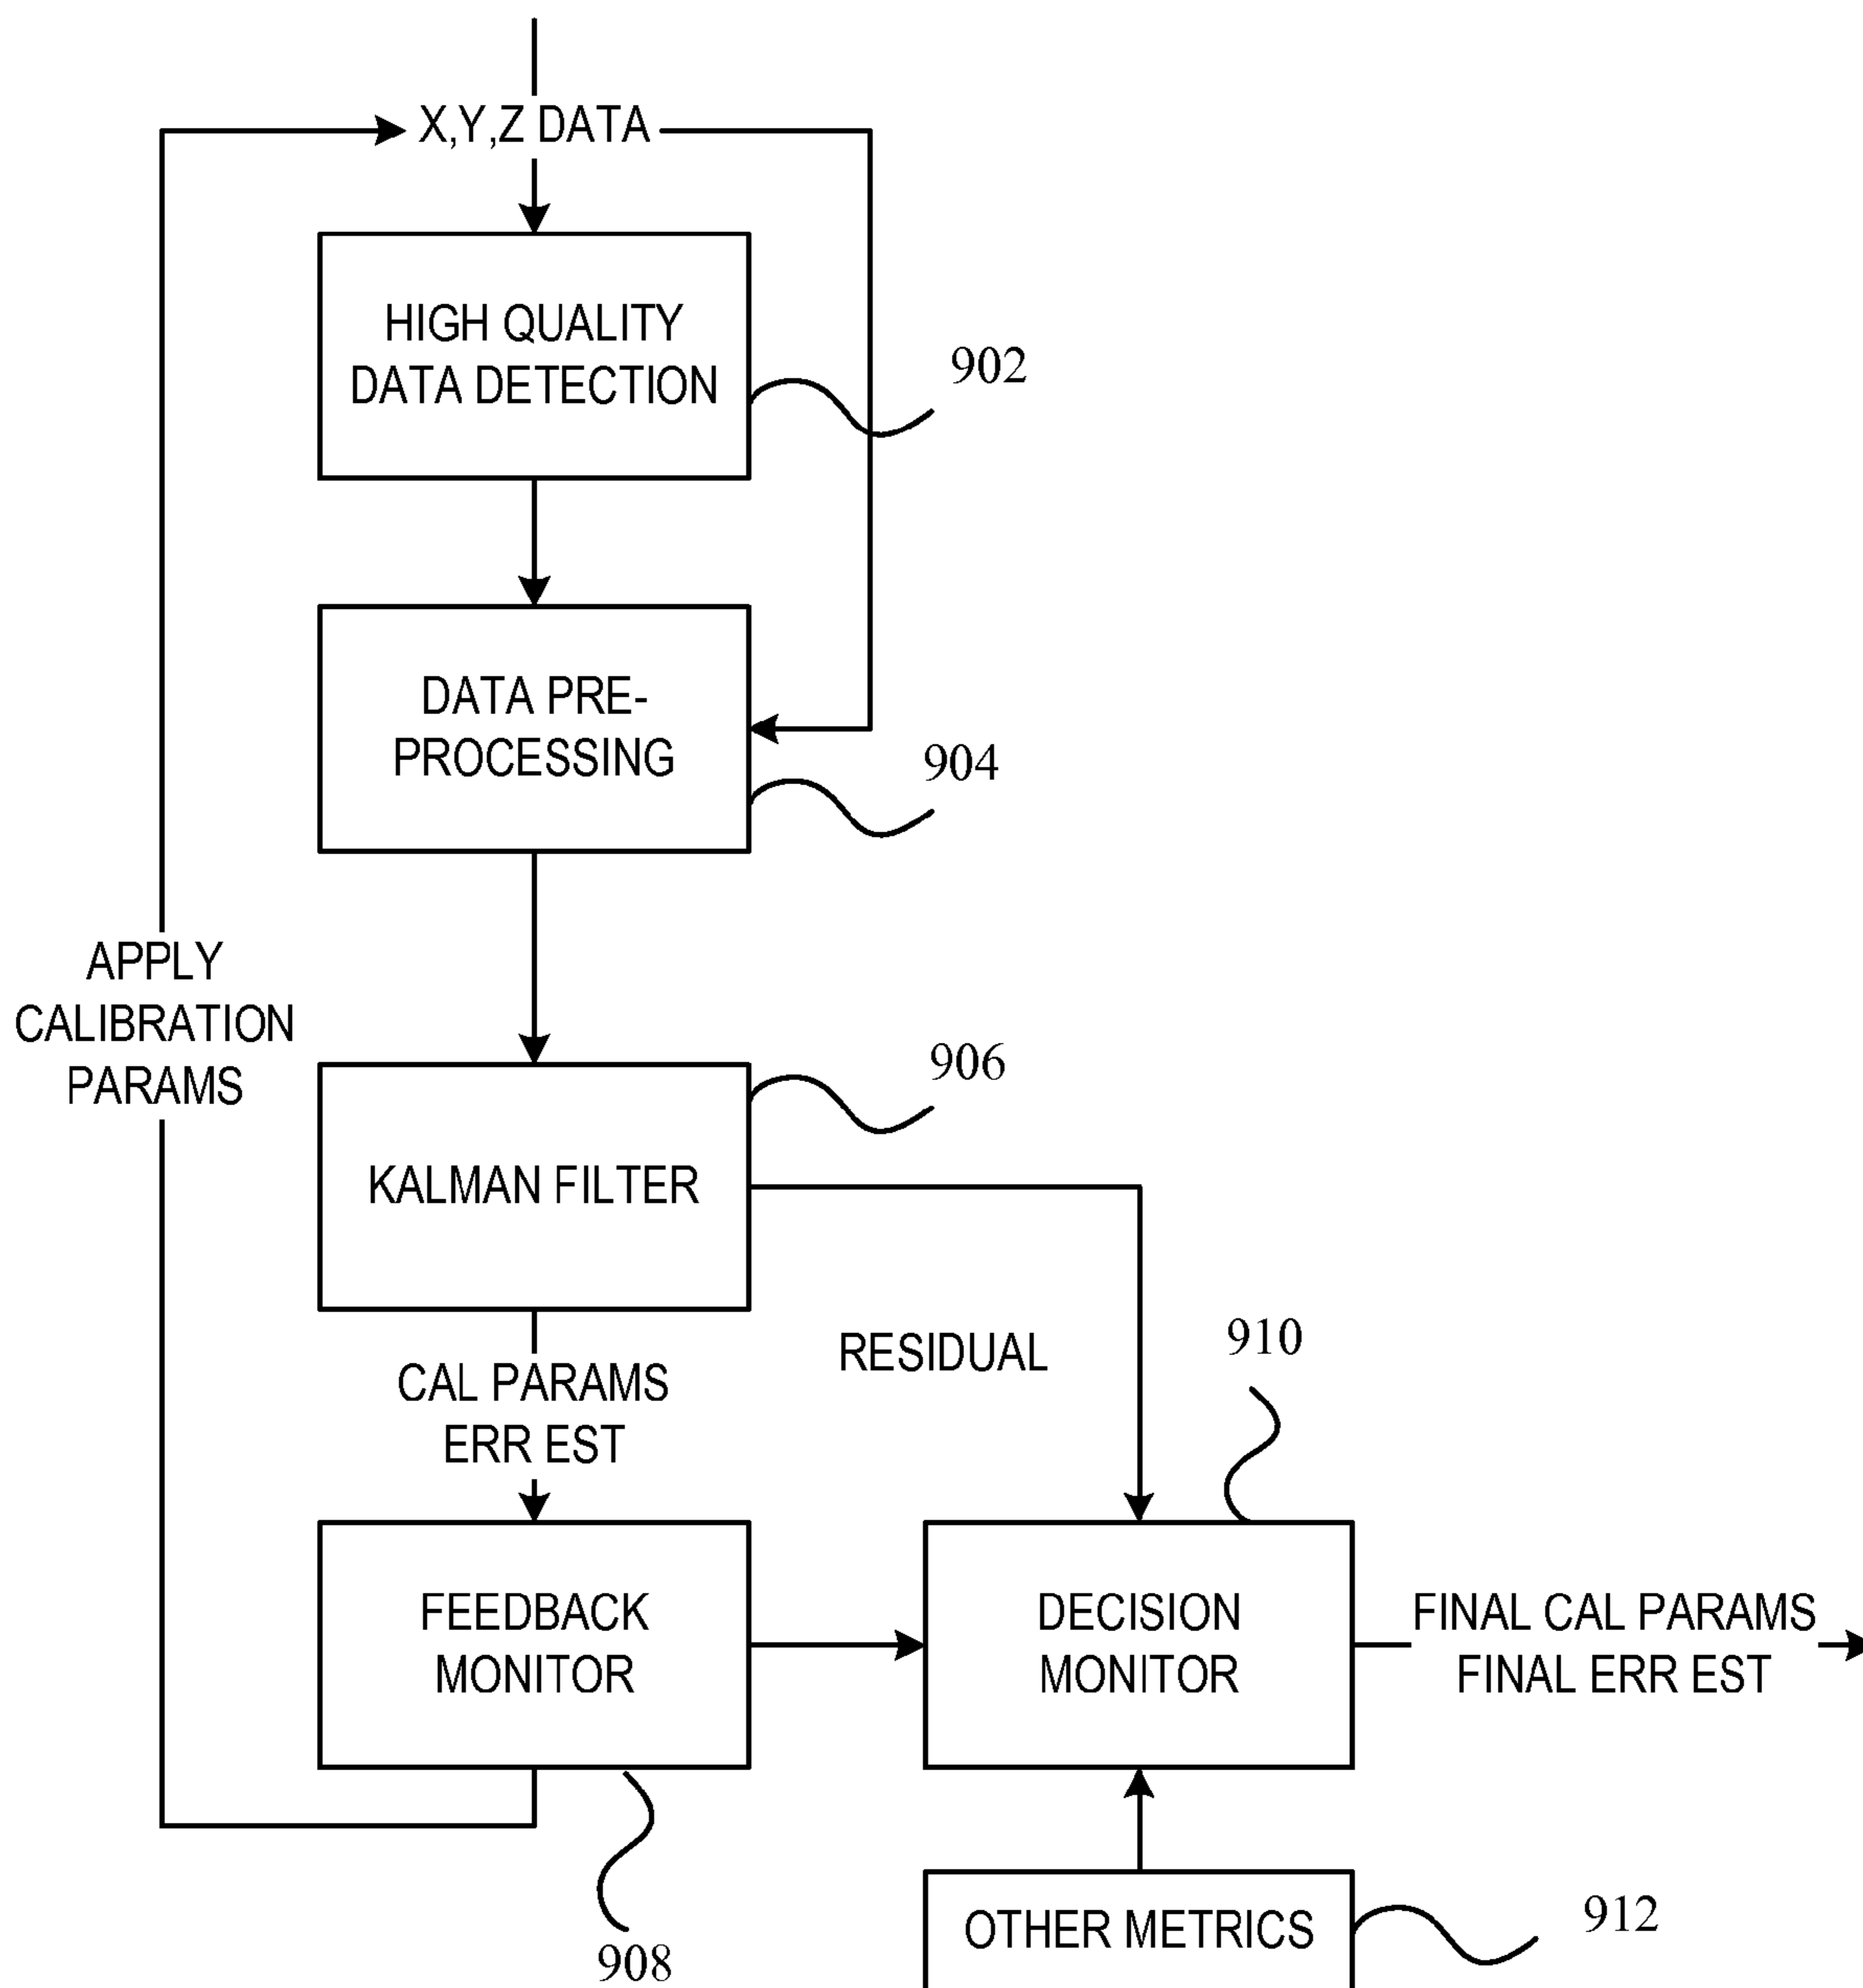 X,Y,Z DATA
HIGH QUALITY
DATA DETECTION
902
DATA PRE-
PROCESSING
904
APPLY
CALIBRATION
PARAMS
906
KALMAN FILTER
RESIDUAL
910
CAL PARAMS
ERR EST
FEEDBACK
MONITOR
DECISION
MONITOR
FINAL CAL PARAMS
FINAL ERR EST
908
OTHER METRICS
912